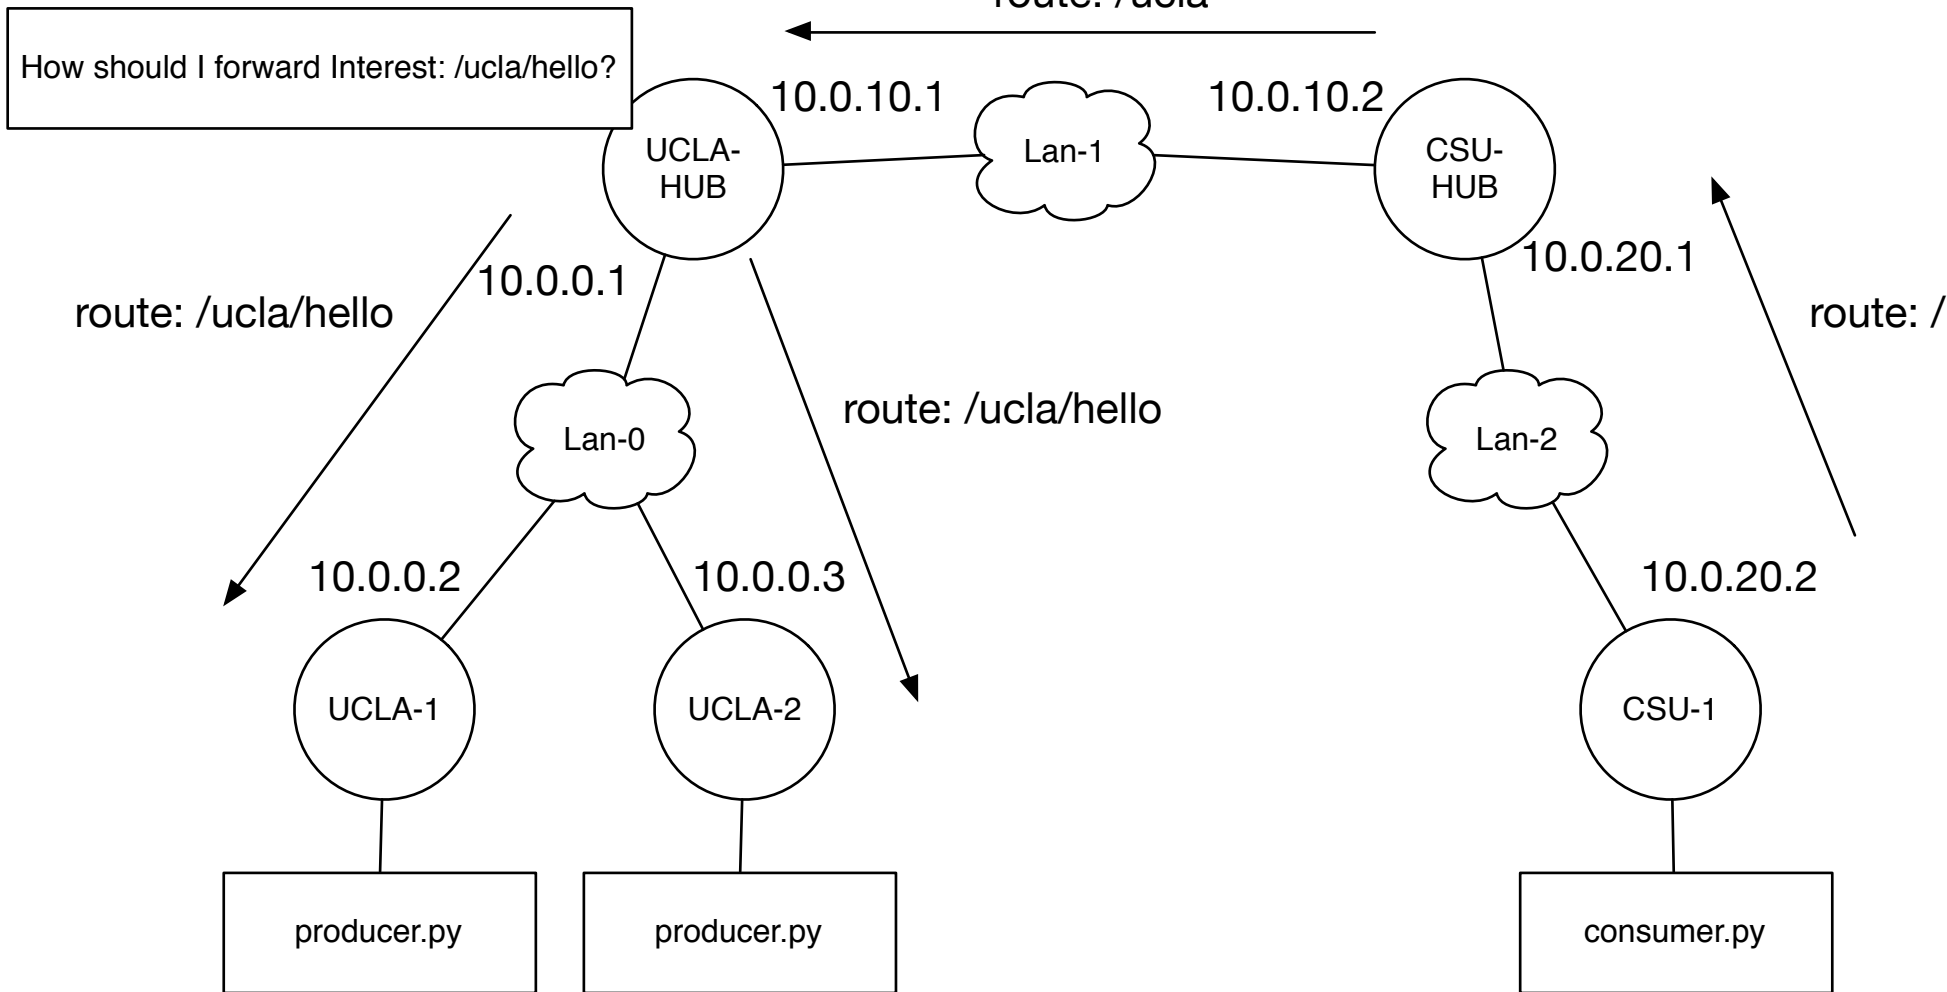 route: /ucla
How should I forward Interest: /ucla/hello?
10.0.10.1
10.0.10.2
UCLA-
HUB
Lan-1
CSU-
HUB
10.0.0.1
10.0.20.1
route: /ucla/hello
route: /
route: /ucla/hello
Lan-0
Lan-2
10.0.0.2
10.0.0.3
10.0.20.2
UCLA-1
UCLA-2
CSU-1
producer.py
producer.py
consumer.py